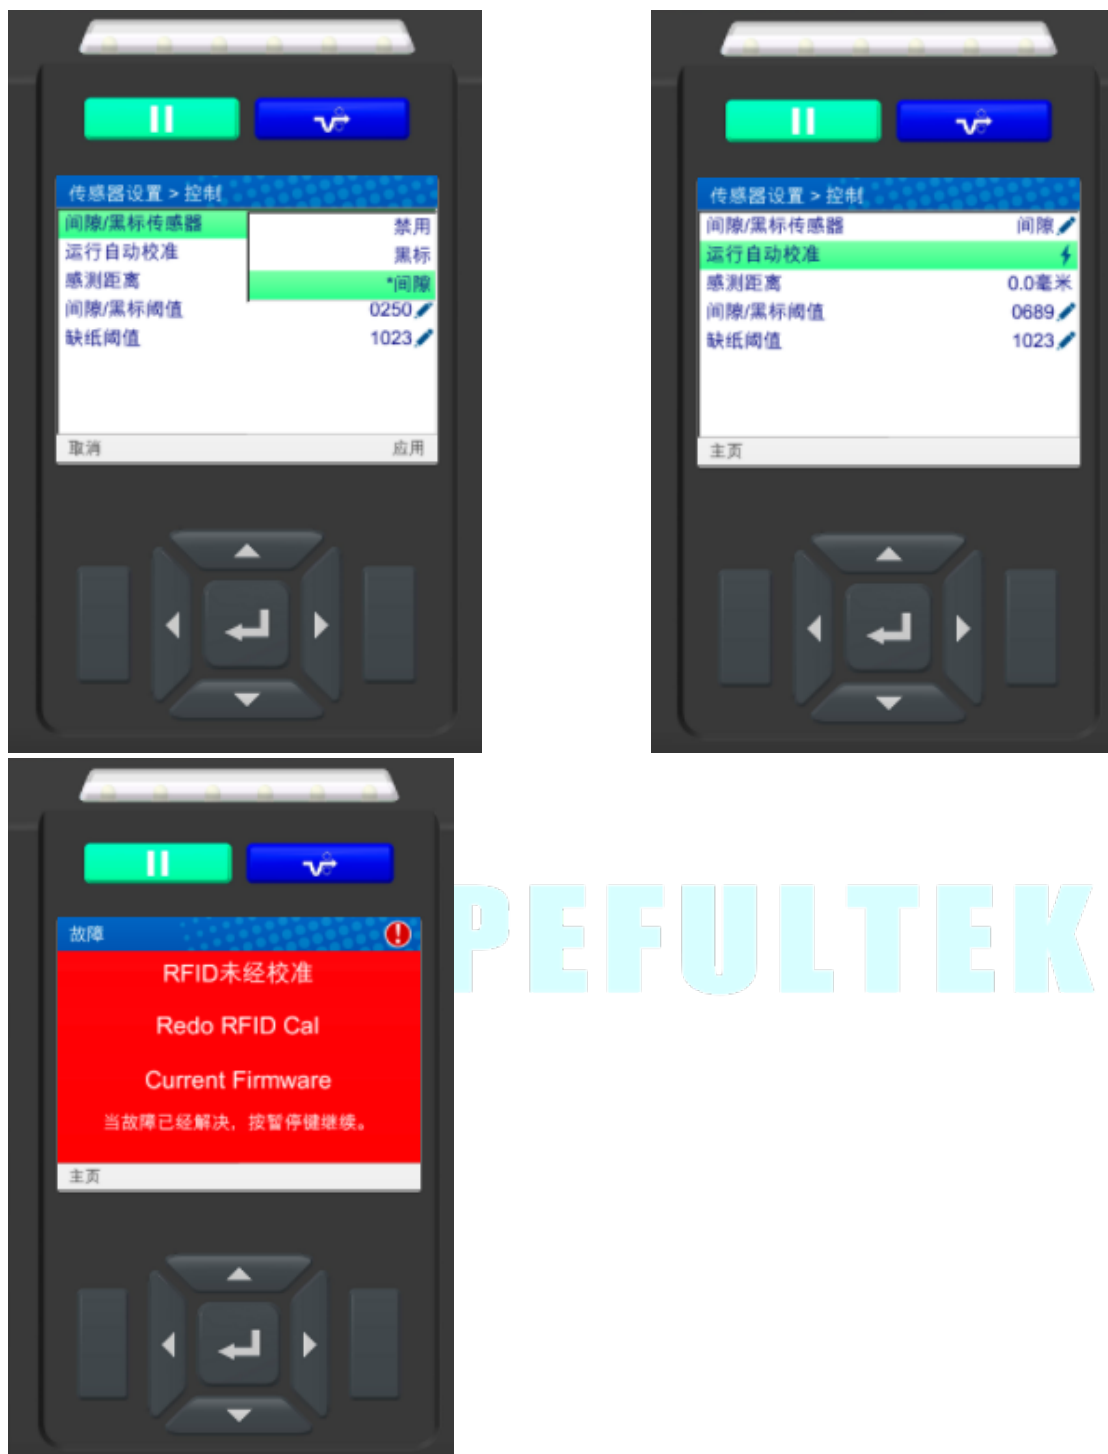 传感器设置 > 控制
间隙/黑标传感器
禁用
运行自动校准
黑标
感测距离
*间隙
间隙/黑标阈值 0250
缺纸阈值 1023
取消 应用
传感器设置 > 控制
间隙/黑标传感器 间隙
运行自动校准
感测距离 0.0毫米
间隙/黑标阈值 0689
缺纸阈值 1023
主页
故障
RFID未经校准
Redo RFID Cal
Current Firmware
当故障已经解决，按暂停键继续。
主页
PEFULTEK